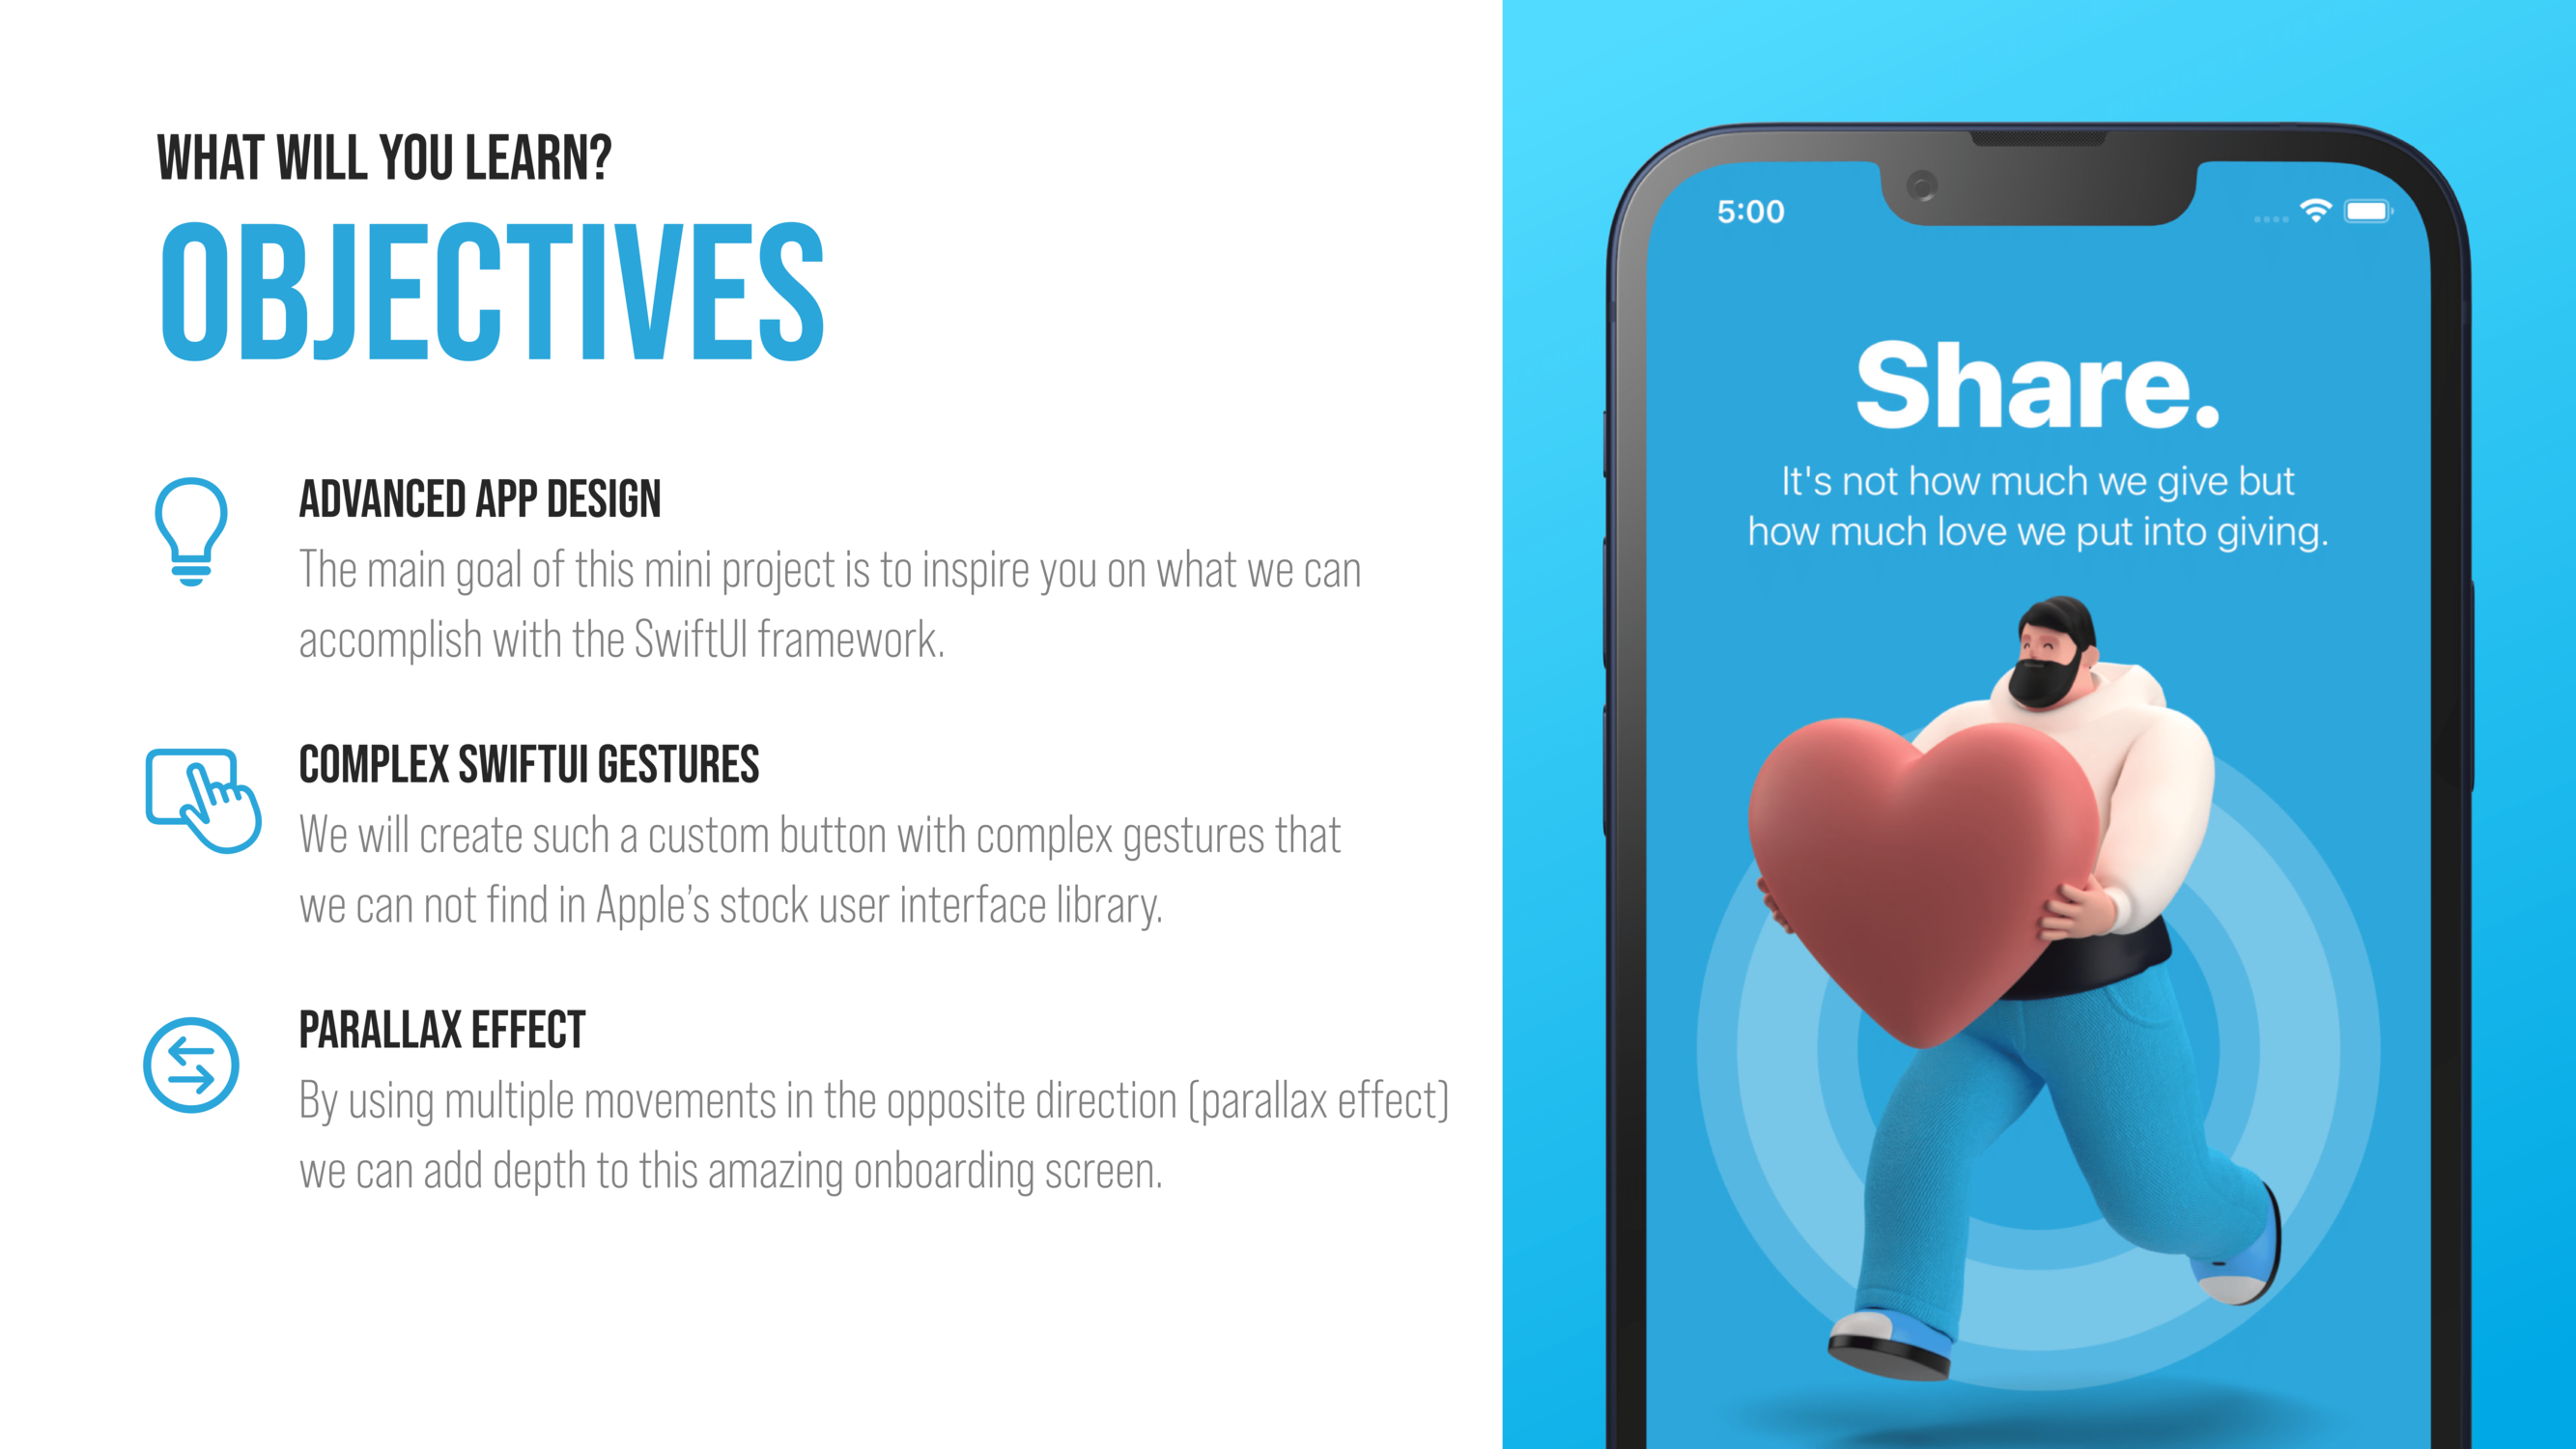 WHAT WILL YOU LEARN?
OBJECTIVES
ADVANCED APP DESIGN
The main goal of this mini project is to inspire you on what we can
accomplish with the SwiftUI framework.
COMPLEX SWIFTUI GESTURES
We will create such a custom button with complex gestures that
we can not find in Apple’s stock user interface library.
PARALLAX EFFECT
By using multiple movements in the opposite direction (parallax effect)
we can add depth to this amazing onboarding screen.
5:00
Share.
It's not how much we give but
how much love we put into giving.